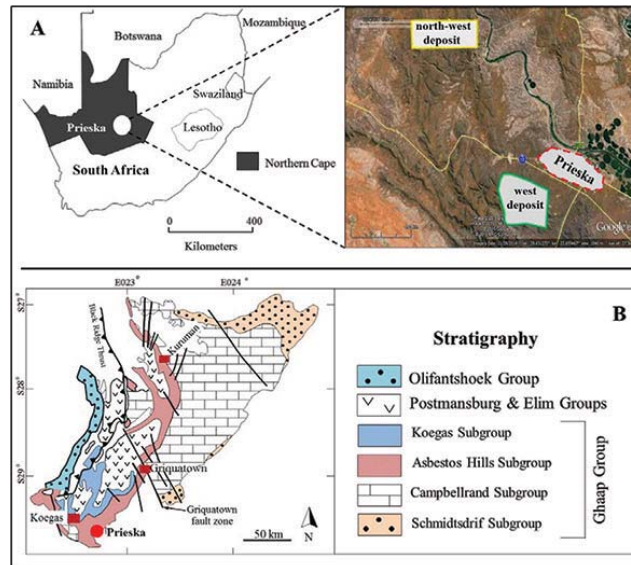 A
Botswana
Mozambique
Namibia
Swaziland
Prieska
Lesotho
South Africa
Northern Cape
0 400
Kilometers
north-west
deposit
Prieska
west
deposit
Google
B
E023° E024°
S27°
S28°
S29°
Black Ridge Thrust
Kuruman
Griquatown
Koegas
Prieska
Griquatown
fault zone
50 km
N
Stratigraphy
Olifantshoek Group
Postmansburg & Elim Groups
Koegas Subgroup
Asbestos Hills Subgroup
Campbellrand Subgroup
Schmidtsdrif Subgroup
Ghaap Group